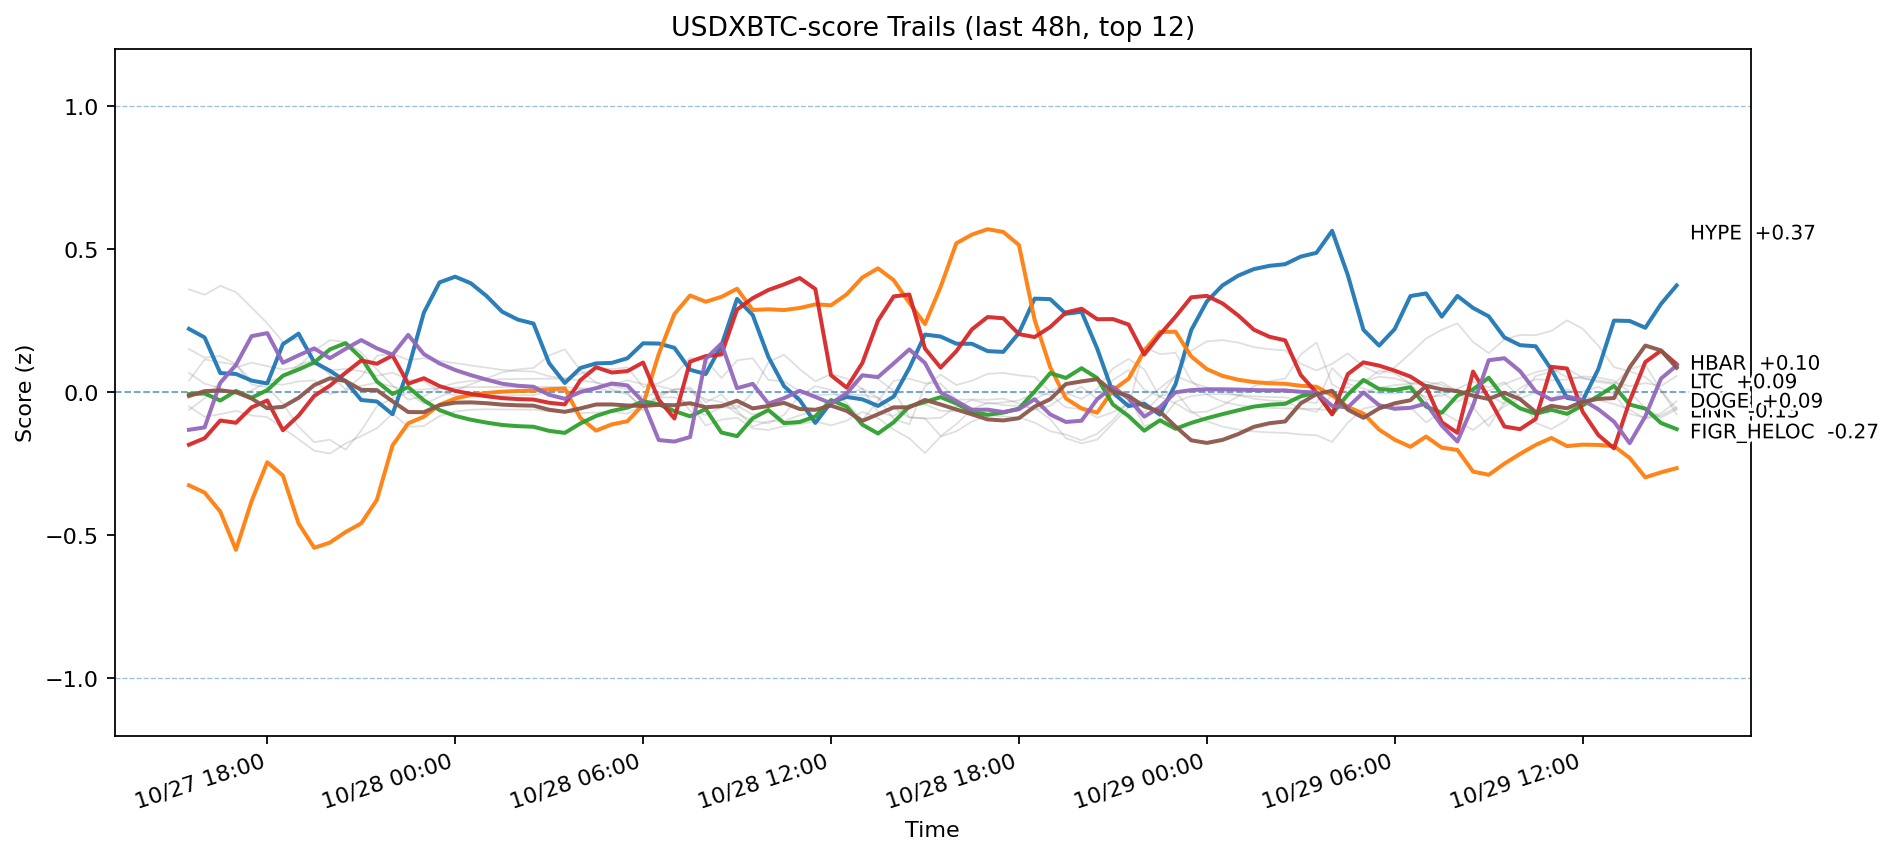 USDXBTC-score Trails (last 48h, top 12)
Score (z)
1.0
0.5
0.0
−0.5
−1.0
HYPE +0.37
HBAR +0.10
LTC +0.09
DOGE +0.09
LINK -0.13
FIGR_HELOC -0.27
10/27 18:00
10/28 00:00
10/28 06:00
10/28 12:00
10/28 18:00
10/29 00:00
10/29 06:00
10/29 12:00
Time